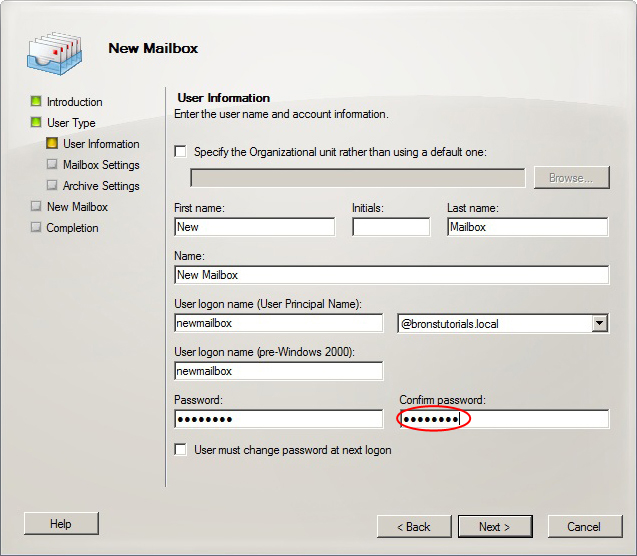 New Mailbox
Introduction
User Type
User Information
Mailbox Settings
Archive Settings
New Mailbox
Completion
User Information
Enter the user name and account information.
Specify the Organizational unit rather than using a default one:
Browse...
First name: Initials: Last name:
New Mailbox
Name:
New Mailbox
User logon name (User Principal Name):
newmailbox @bronstutorials.local
User logon name (pre-Windows 2000):
newmailbox
Password: Confirm password:
●●●●●●●● ●●●●●●●●
User must change password at next logon
Help < Back Next > Cancel